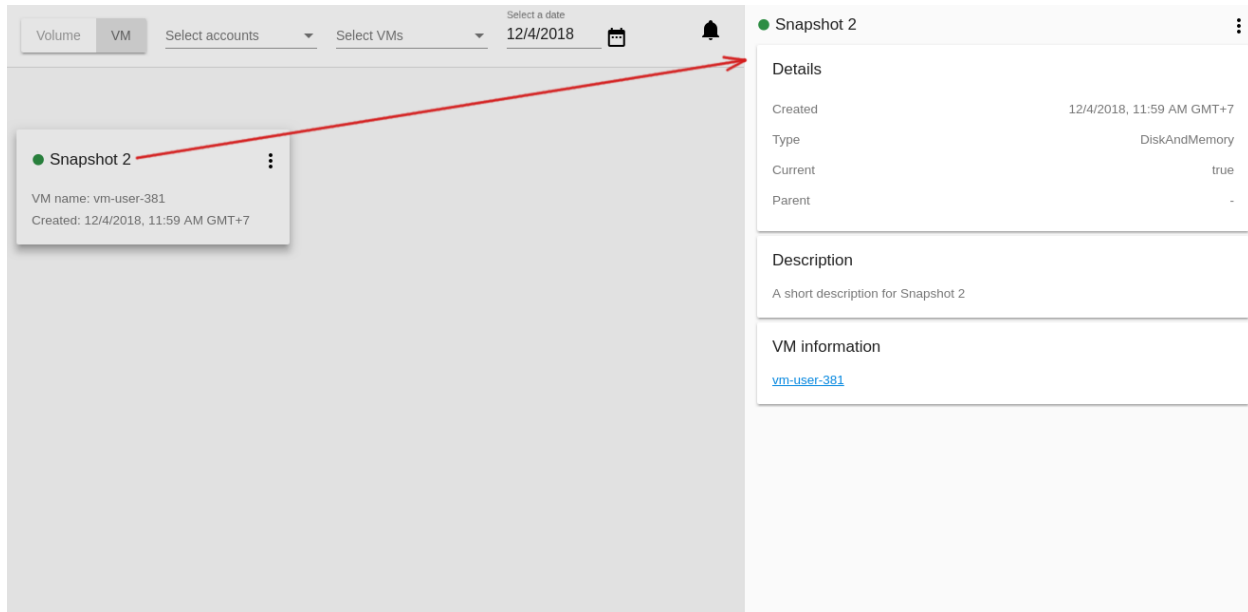 Volume
VM
Select accounts
Select VMs
Select a date
12/4/2018
Snapshot 2
VM name: vm-user-381
Created: 12/4/2018, 11:59 AM GMT+7
Snapshot 2
Details
Created 12/4/2018, 11:59 AM GMT+7
Type DiskAndMemory
Current true
Parent -
Description
A short description for Snapshot 2
VM information
vm-user-381